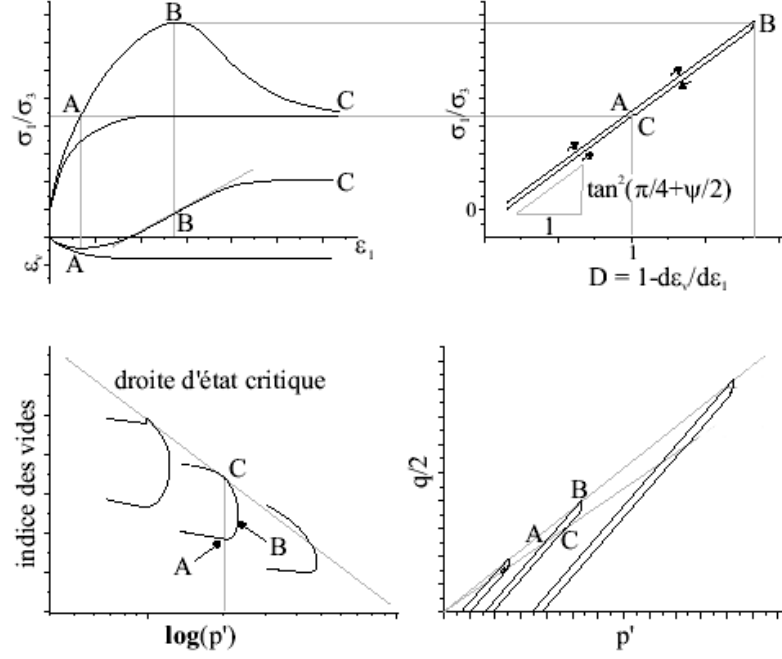 B
A
C
σ₁/σ₃
C
B
A
εᵥ
ε₁
B
A
C
σ₁/σ₃
0
tan²(π/4+ψ/2)
1
1
D = 1-dεᵥ/dε₁
droite d'état critique
C
B
A
indice des vides
log(p')
B
A
C
q/2
p'